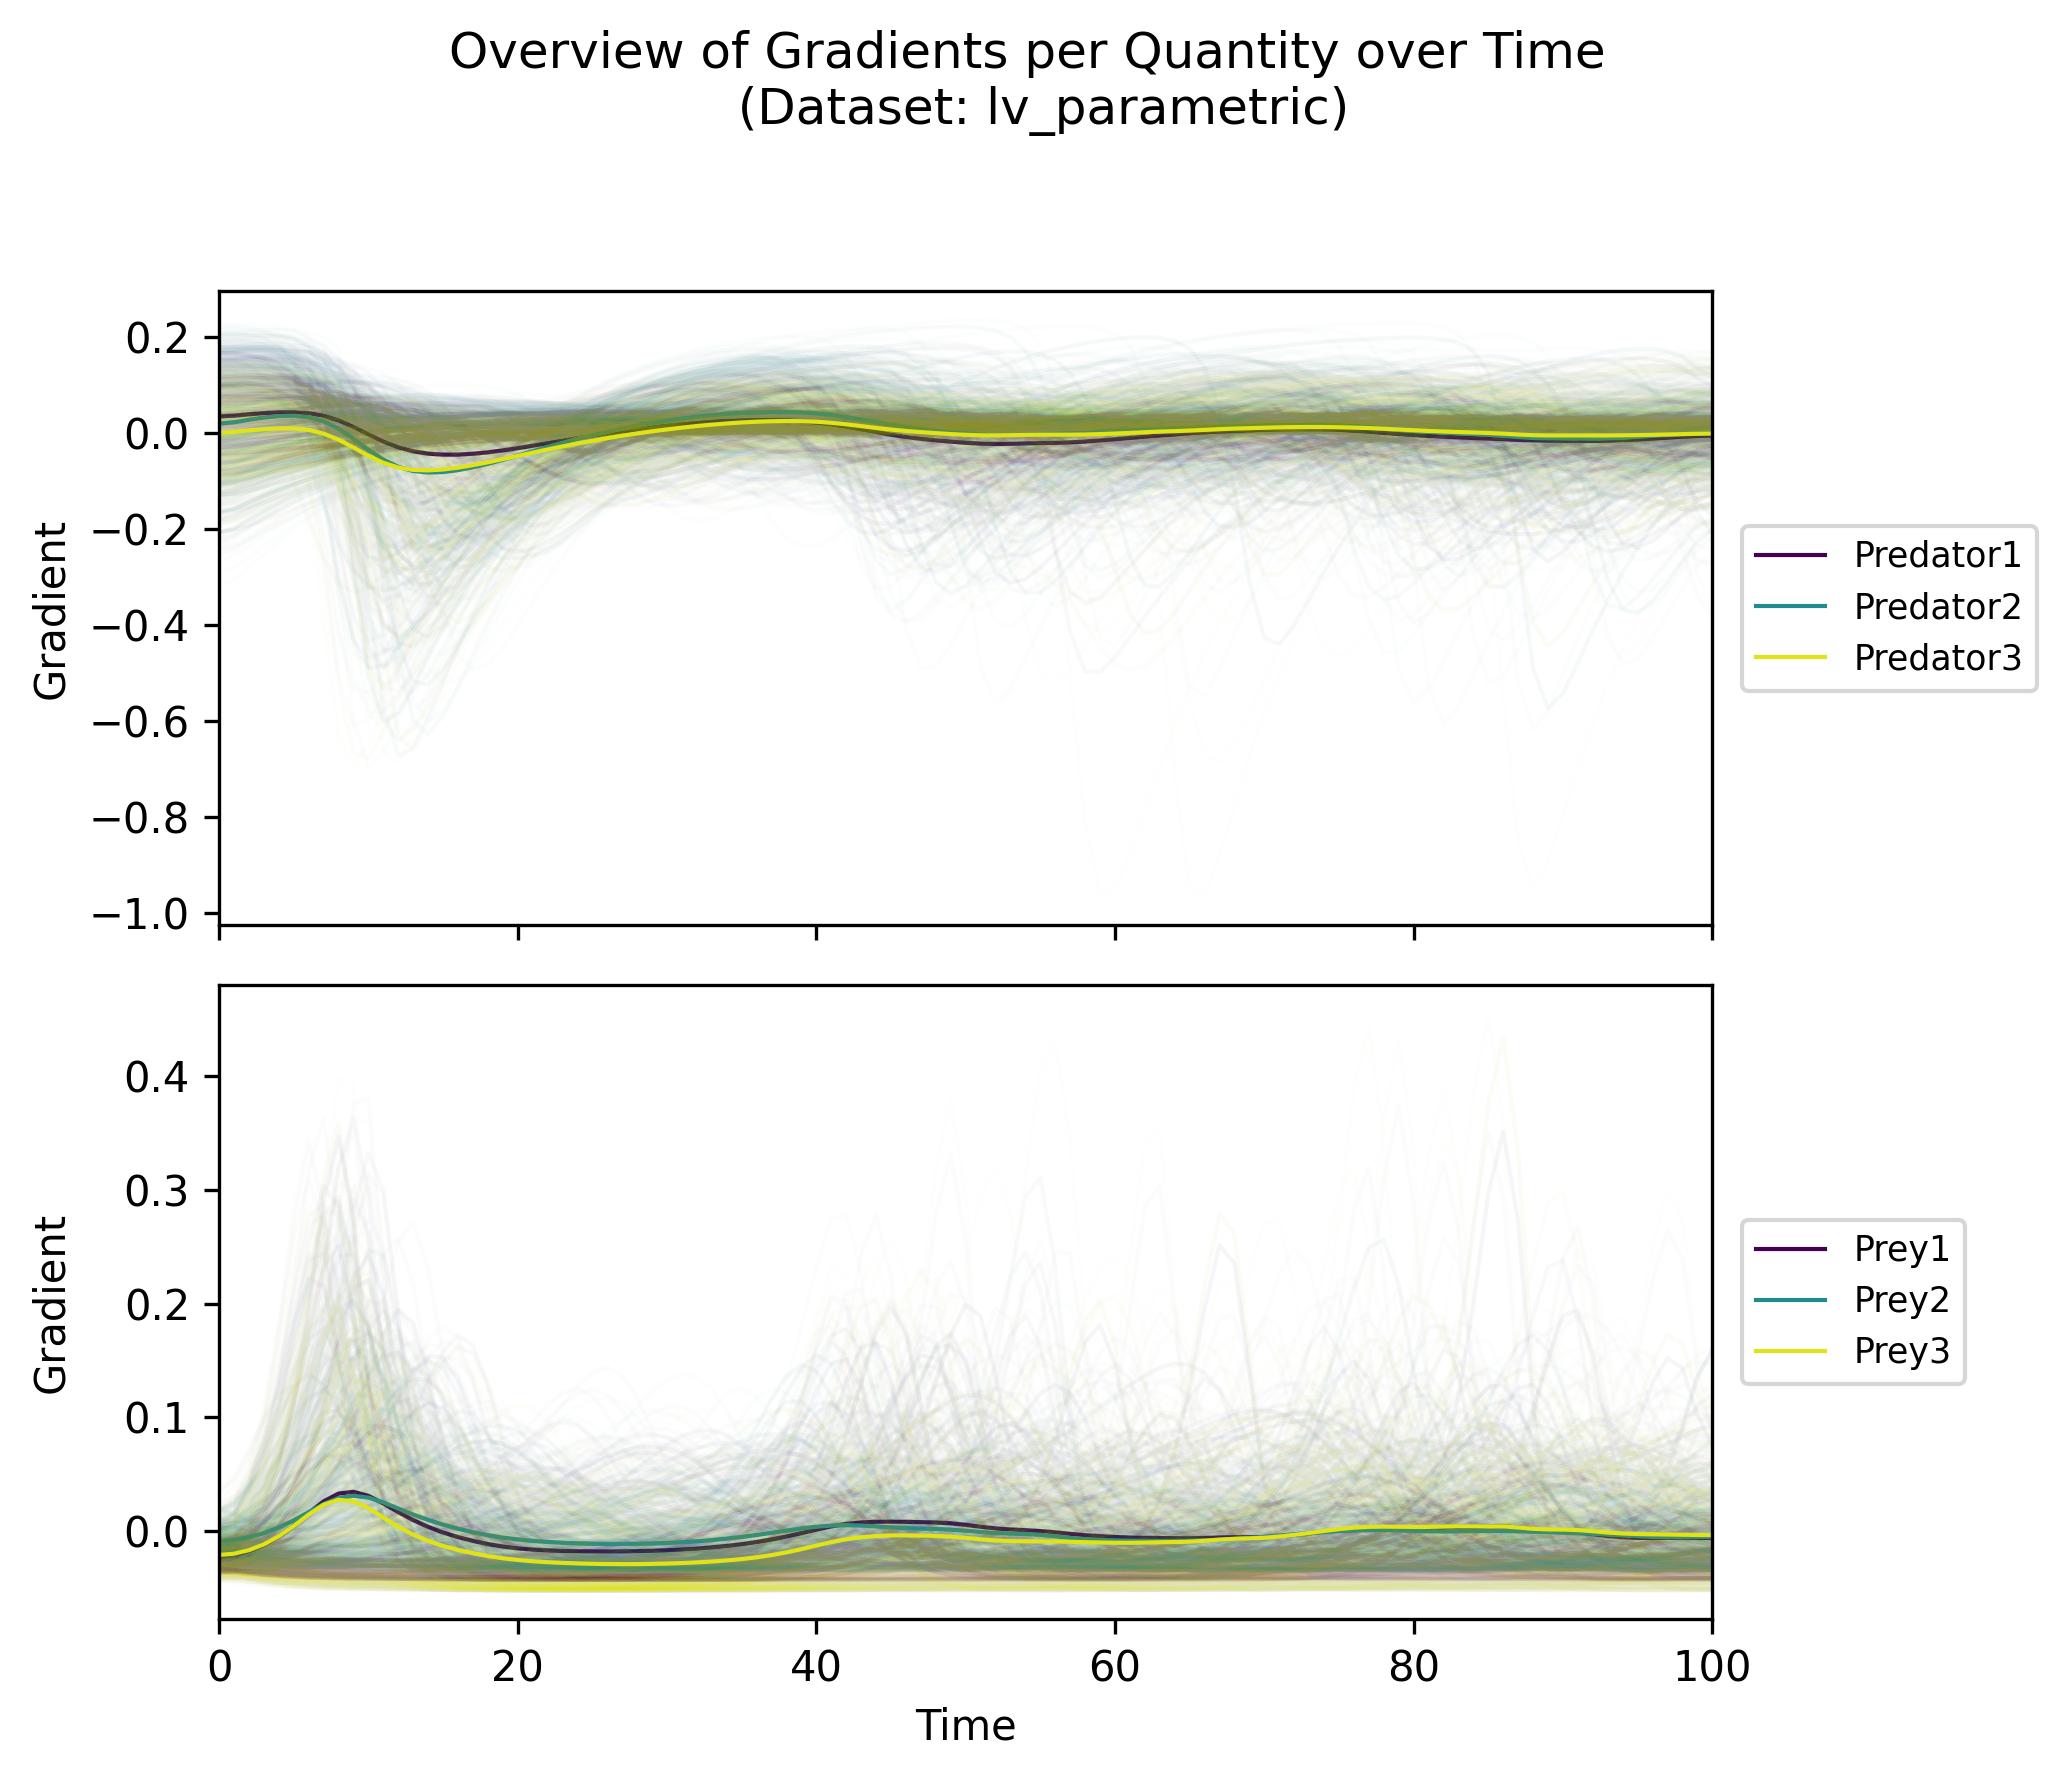 Overview of Gradients per Quantity over Time
(Dataset: lv_parametric)
0.2
0.0
−0.2
−0.4
−0.6
−0.8
−1.0
Gradient
Predator1
Predator2
Predator3
0.4
0.3
0.2
0.1
0.0
Gradient
Prey1
Prey2
Prey3
0 20 40 60 80 100
Time